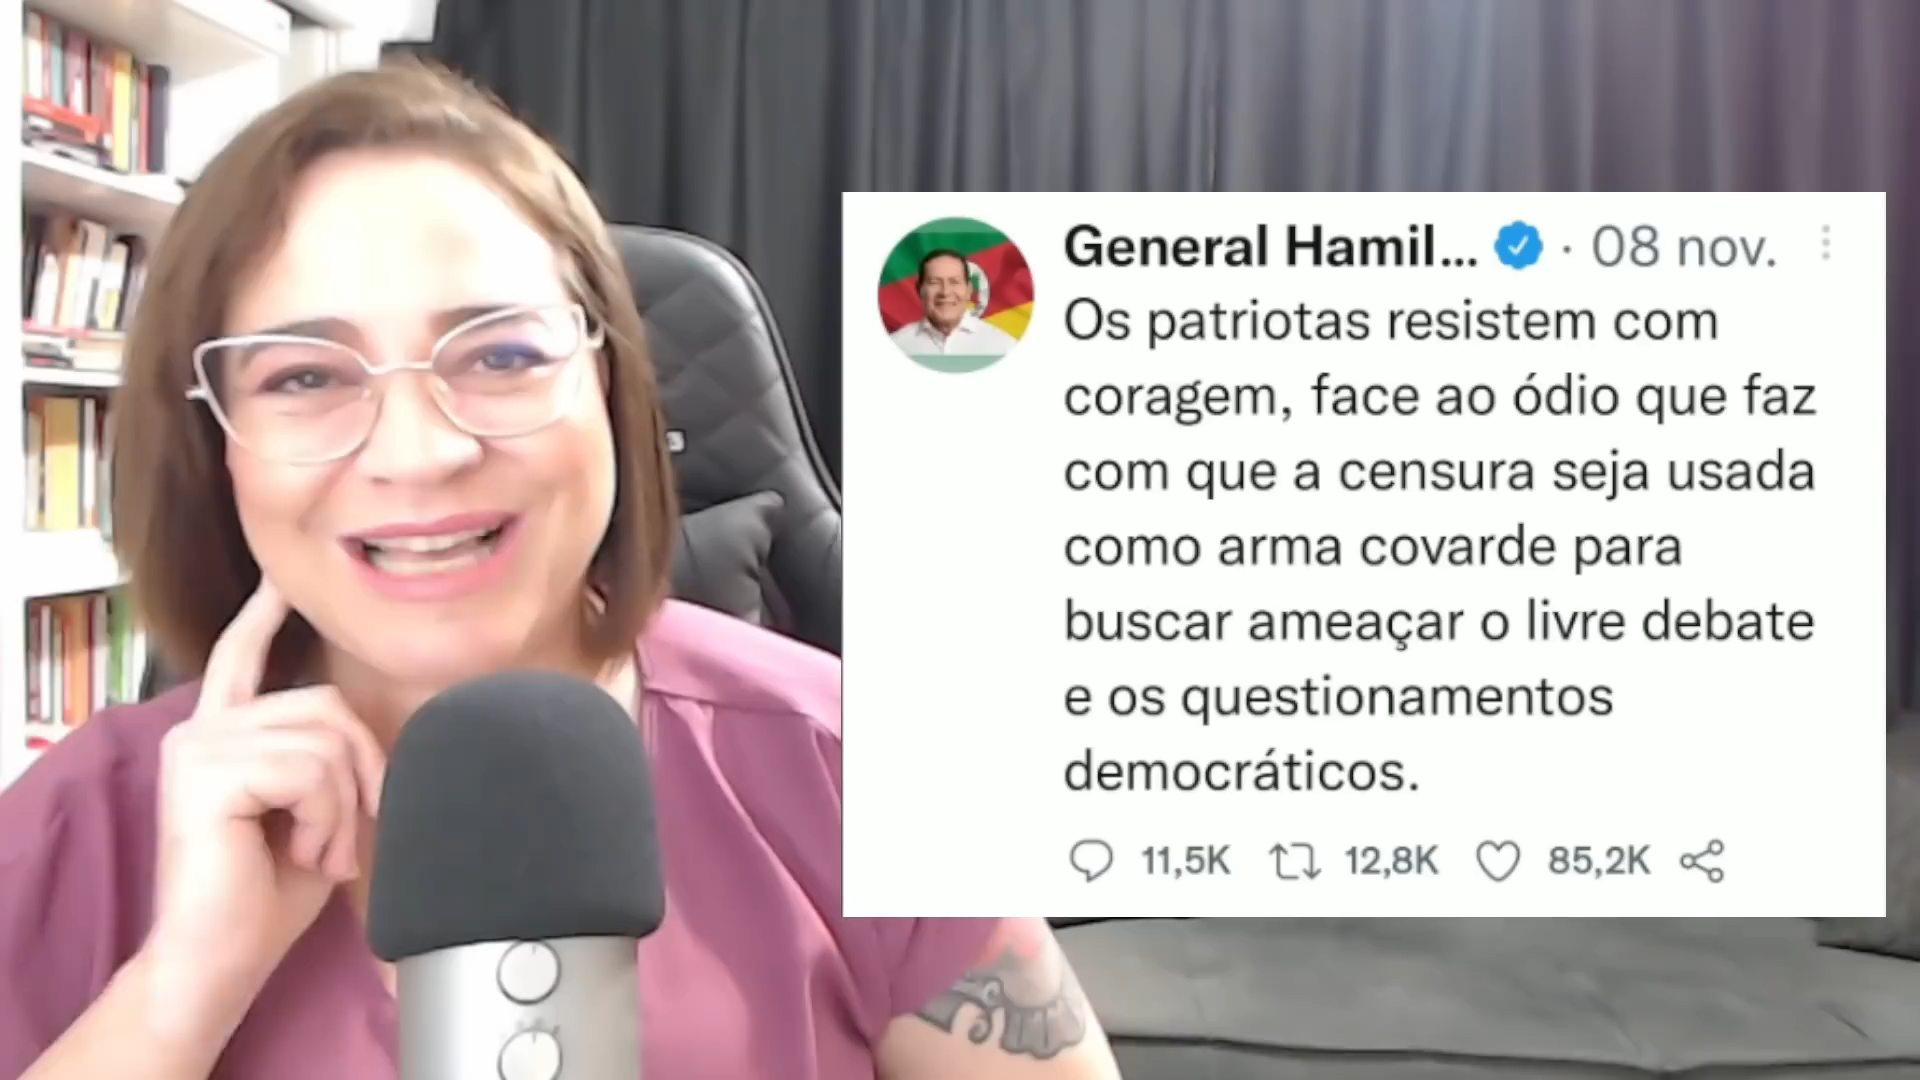 General Hamil... · 08 nov.
Os patriotas resistem com
coragem, face ao ódio que faz
com que a censura seja usada
como arma covarde para
buscar ameaçar o livre debate
e os questionamentos
democráticos.
11,5K 12,8K 85,2K